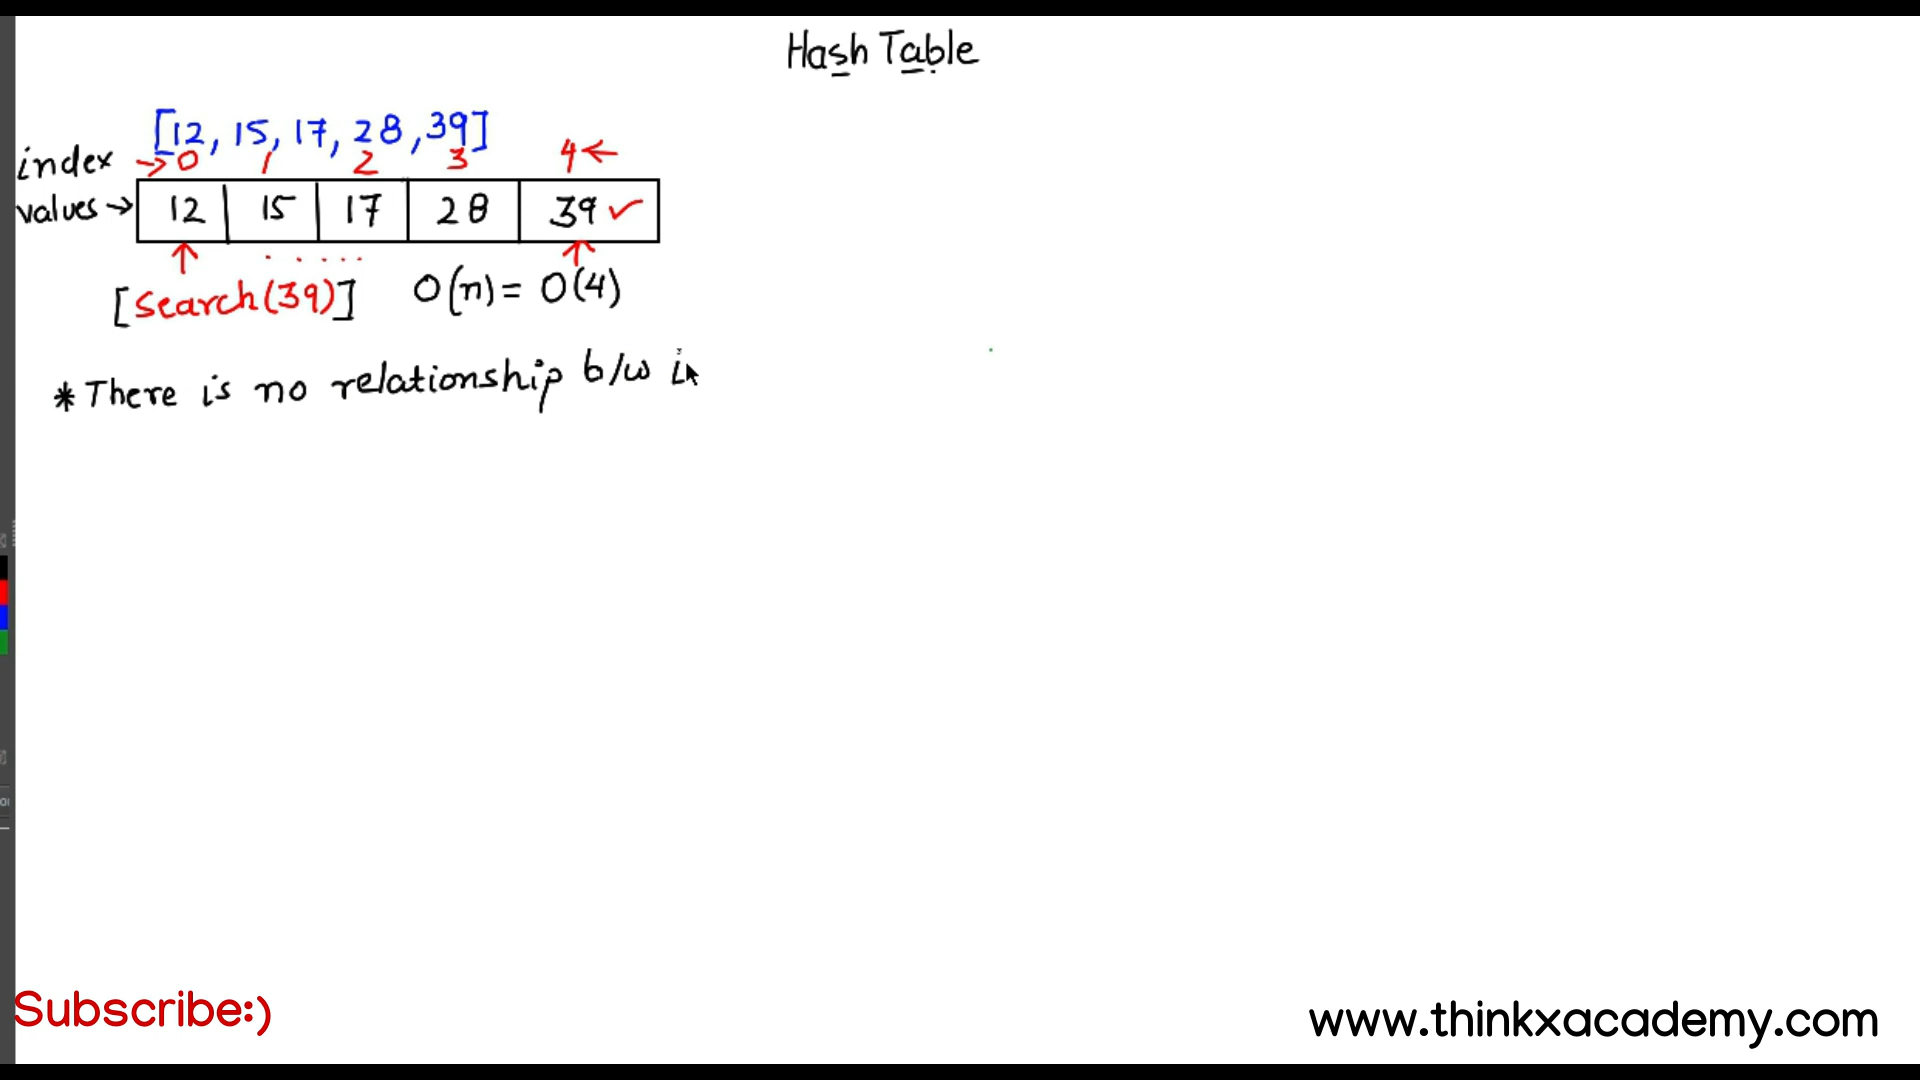 Hash Table
[12, 15, 17, 28, 39]
index → 0 1 2 3 4 ←
values → 12 15 17 28 39 ✓
↑ ..... ↑
[Search(39)] O(n) = O(4)
* There is no relationship b/w i
Subscribe:)
www.thinkxacademy.com